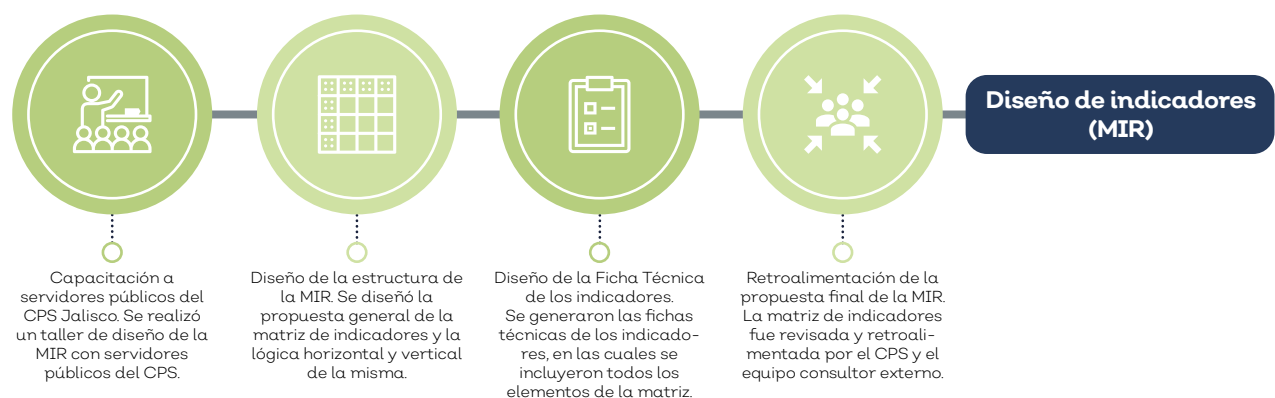 Diseño de indicadores
(MIR)
Capacitación a
servidores públicos del
CPS Jalisco. Se realizó
un taller de diseño de la
MIR con servidores
públicos del CPS.
Diseño de la estructura de
la MIR. Se diseñó la
propuesta general de la
matriz de indicadores y la
lógica horizontal y vertical
de la misma.
Diseño de la Ficha Técnica
de los indicadores.
Se generaron las fichas
técnicas de los indicado-
res, en las cuales se
incluyeron todos los
elementos de la matriz.
Retroalimentación de la
propuesta final de la MIR.
La matriz de indicadores
fue revisada y retroali-
mentada por el CPS y el
equipo consultor externo.